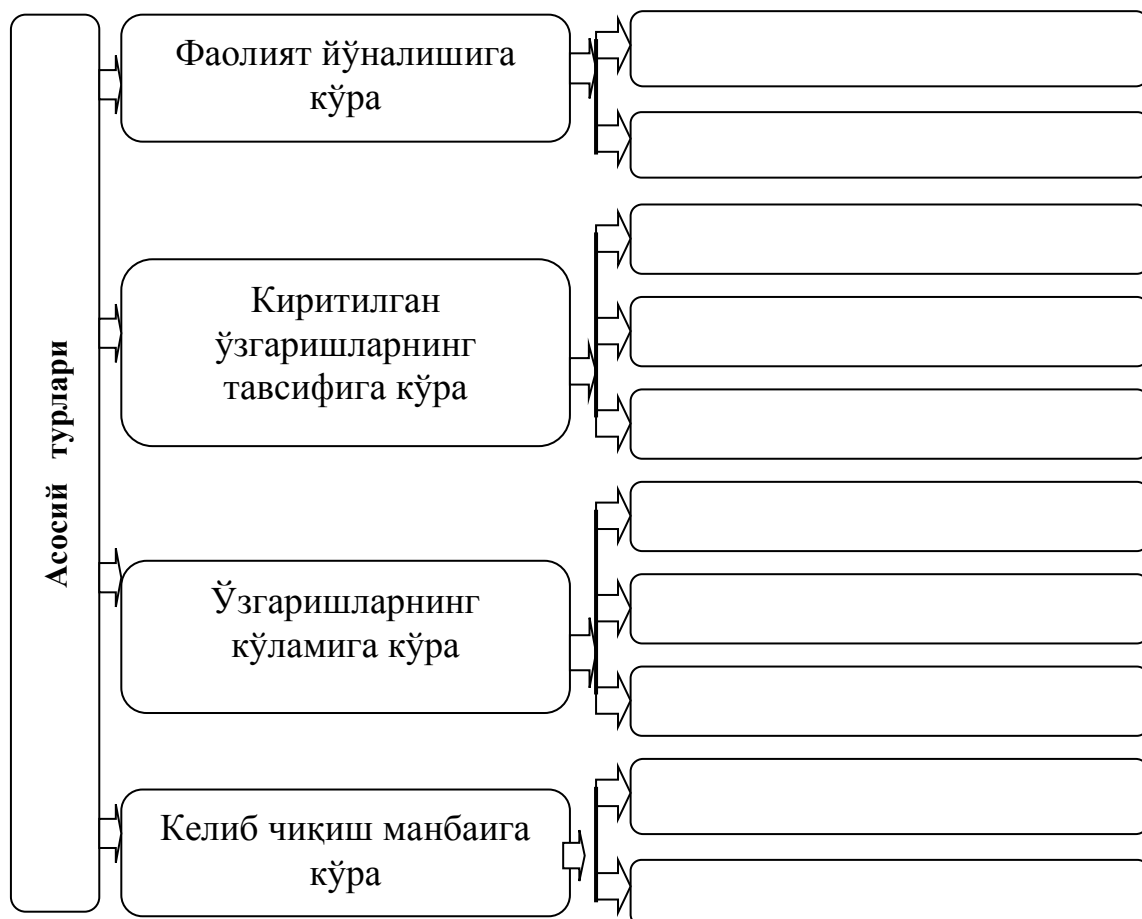 Асосий турлари
Фаолият йўналишига
кўра
Киритилган
ўзгаришларнинг
тавсифига кўра
Ўзгаришларнинг
кўламига кўра
Келиб чиқиш манбаига
кўра